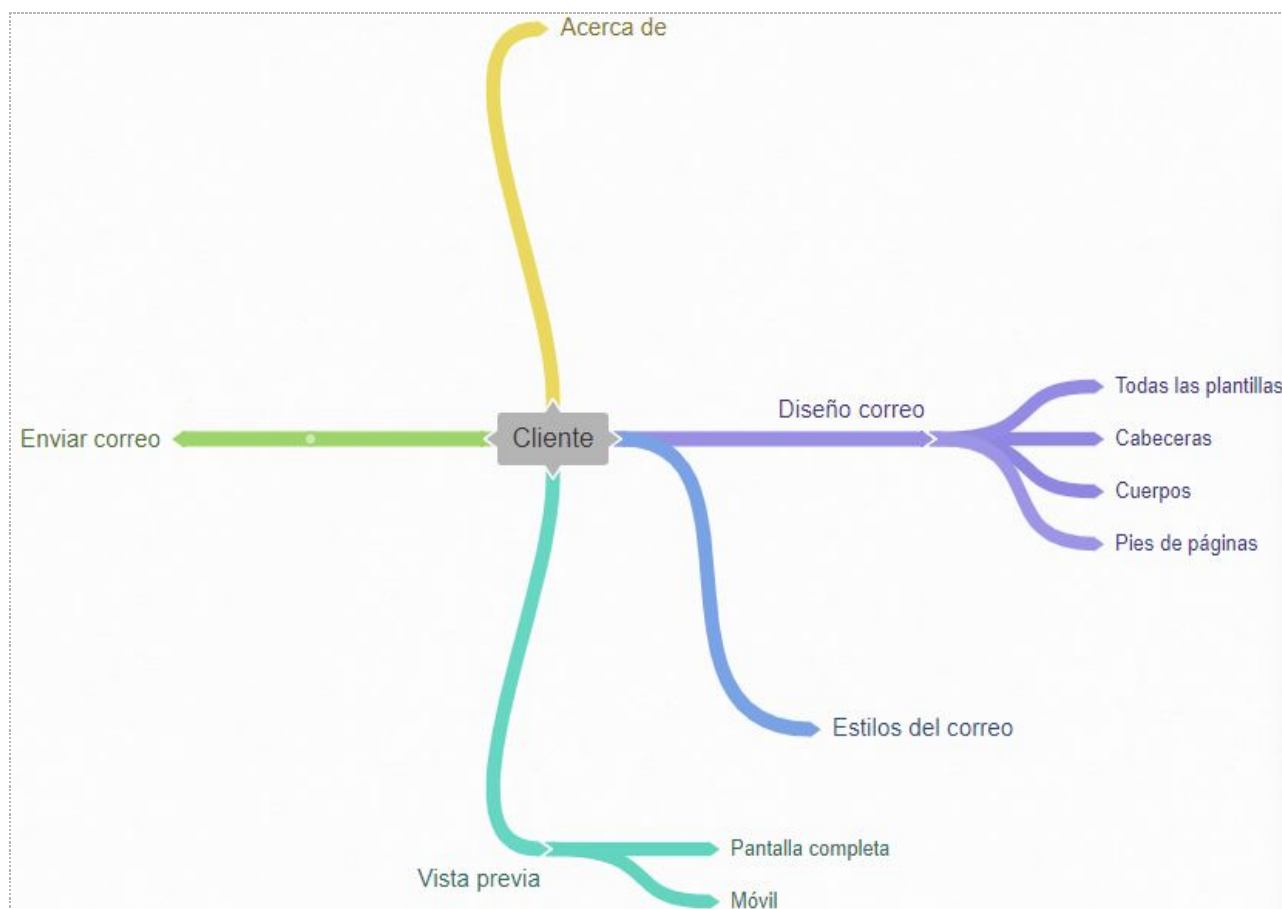 Acerca de
Todas las plantillas
Diseño correo
Enviar correo
Cliente
Cabeceras
Cuerpos
Pies de páginas
Estilos del correo
Pantalla completa
Vista previa
Móvil